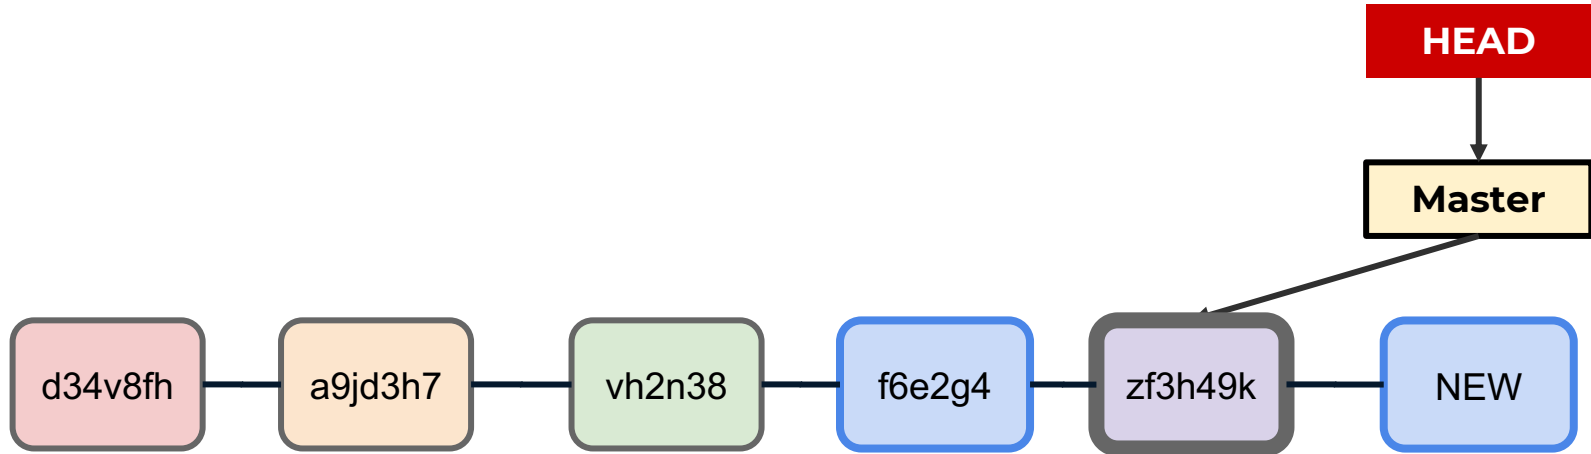 HEAD
Master
d34v8fh
a9jd3h7
vh2n38
f6e2g4
zf3h49k
NEW